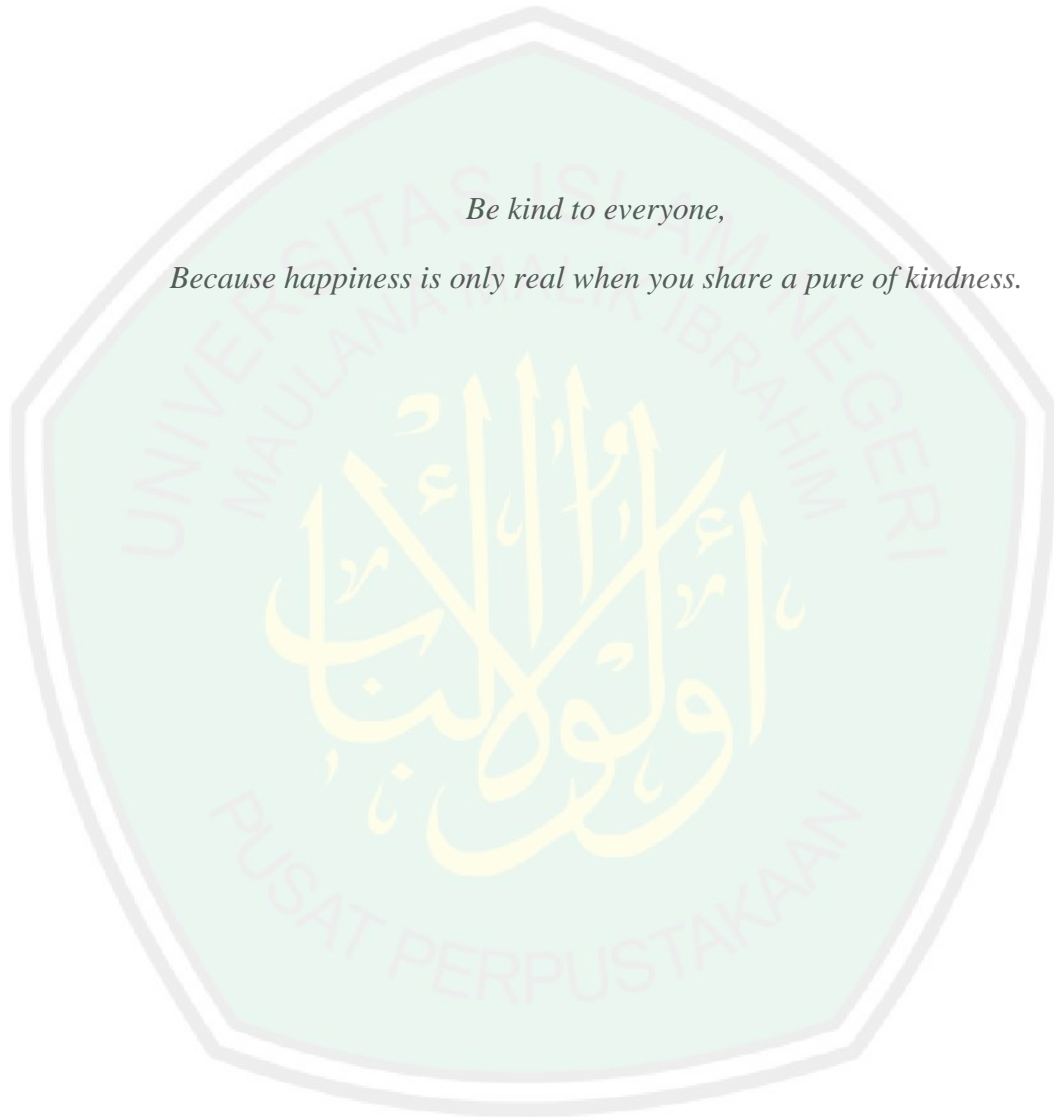 Be kind to everyone,
Because happiness is only real when you share a pure of kindness.
UNIVERSITAS ISLAM NEGERI
MAULANA MALIK IBRAHIM
أولو الألباب
PUSAT PERPUSTAKAAN